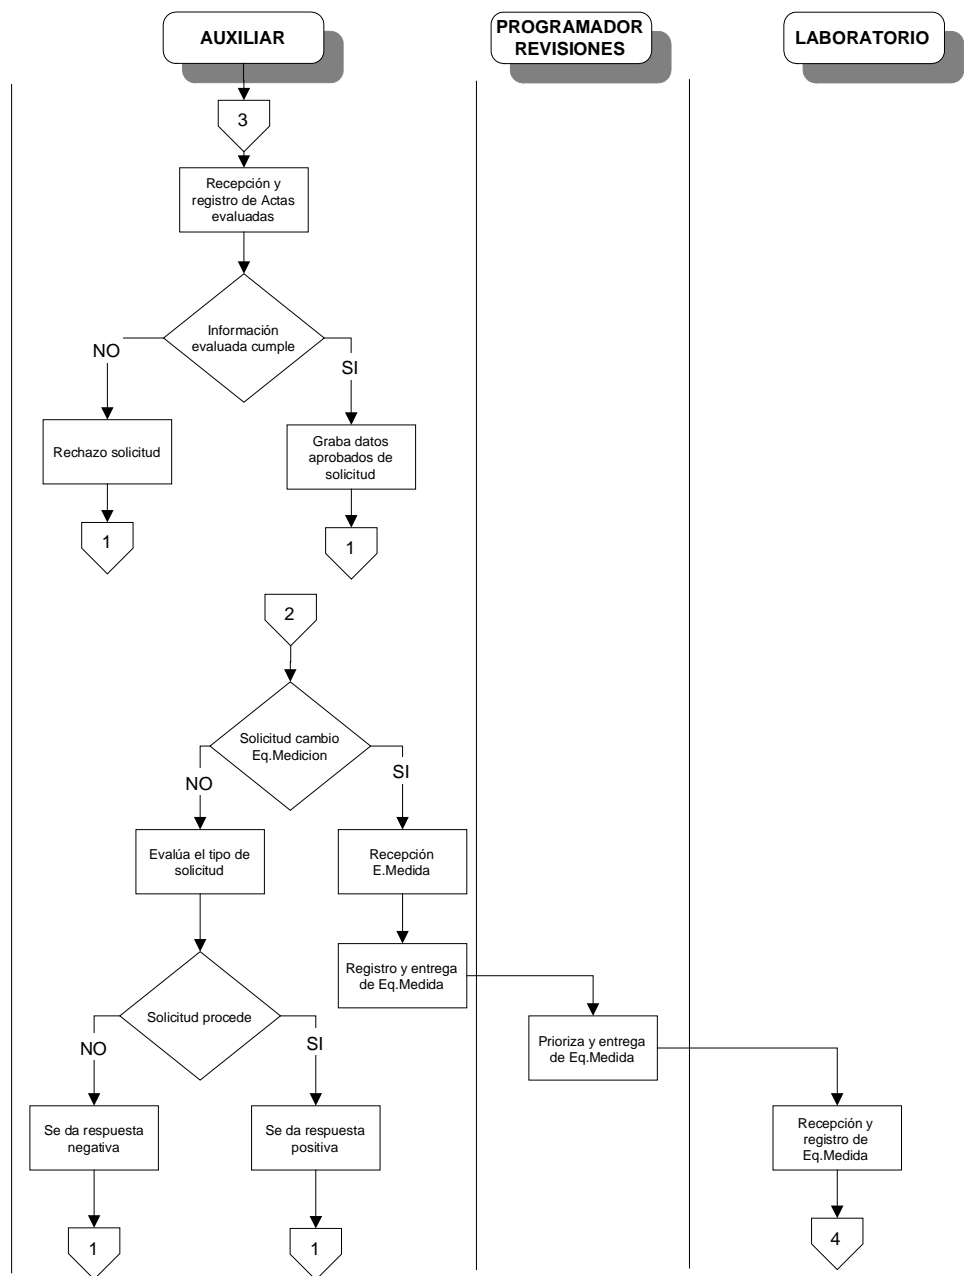 AUXILIAR
PROGRAMADOR
REVISIONES
LABORATORIO
3
Recepción y
registro de Actas
evaluadas
Información
evaluada cumple
NO
SI
Rechazo solicitud
Graba datos
aprobados de
solicitud
1
1
2
Solicitud cambio
Eq.Medicion
NO
SI
Evalúa el tipo de
solicitud
Recepción
E.Medida
Registro y entrega
de Eq.Medida
Solicitud procede
NO
SI
Prioriza y entrega
de Eq.Medida
Se da respuesta
negativa
Se da respuesta
positiva
Recepción y
registro de
Eq.Medida
1
1
4